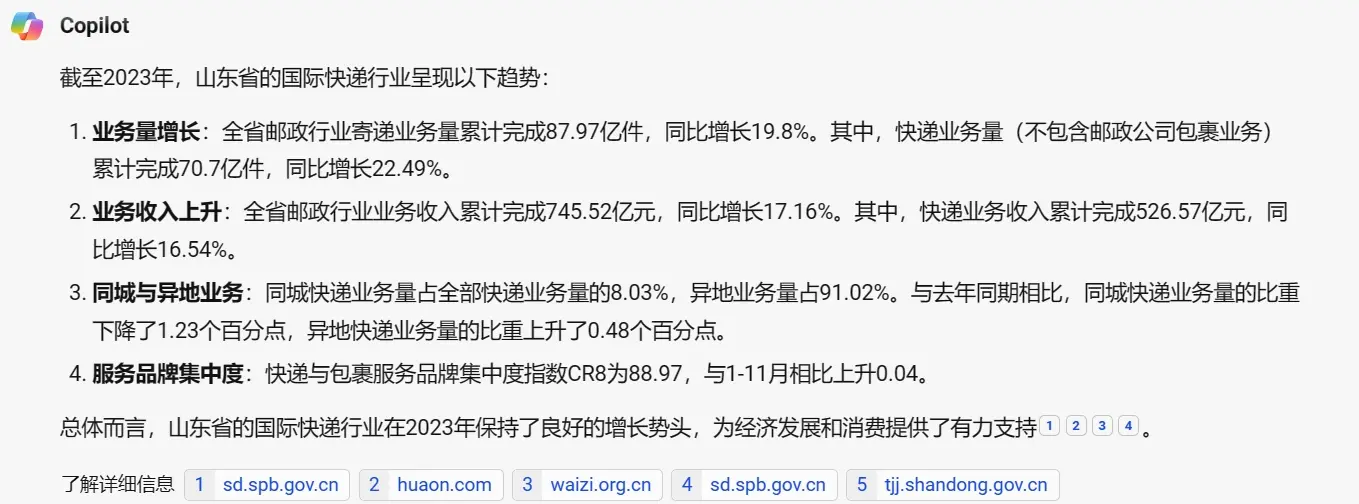 Copilot
截至2023年，山东省的国际快递行业呈现以下趋势：
1. 业务量增长：全省邮政行业寄递业务量累计完成87.97亿件，同比增长19.8%。其中，快递业务量（不包含邮政公司包裹业务）
累计完成70.7亿件，同比增长22.49%。
2. 业务收入上升：全省邮政行业业务收入累计完成745.52亿元，同比增长17.16%。其中，快递业务收入累计完成526.57亿元，同
比增长16.54%。
3. 同城与异地业务：同城快递业务量占全部快递业务量的8.03%，异地业务量占91.02%。与去年同期相比，同城快递业务量的比重
下降了1.23个百分点，异地快递业务量的比重上升了0.48个百分点。
4. 服务品牌集中度：快递与包裹服务品牌集中度指数CR8为88.97，与1-11月相比上升0.04。
总体而言，山东省的国际快递行业在2023年保持了良好的增长势头，为经济发展和消费提供了有力支持 1 2 3 4 。
了解详细信息 1 sd.spb.gov.cn 2 huaon.com 3 waizi.org.cn 4 sd.spb.gov.cn 5 tjj.shandong.gov.cn